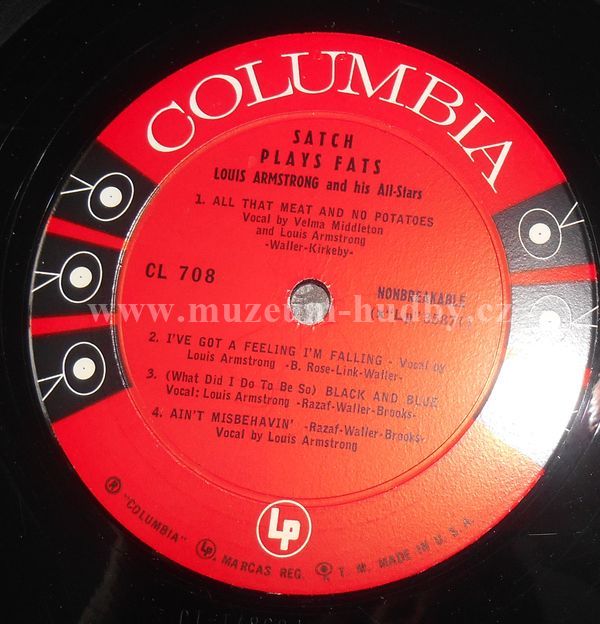 COLUMBIA
SATCH
PLAYS FATS
LOUIS ARMSTRONG and his All-Stars
1. ALL THAT MEAT AND NO POTATOES
Vocal by Velma Middleton
and Louis Armstrong
-Waller-Kirkeby-
CL 708
NONBREAKABLE
www.muzeum-hudby.cz
2. I'VE GOT A FEELING I'M FALLING - Vocal by
Louis Armstrong -B. Rose-Link-Waller-
3. (What Did I Do To Be So) BLACK AND BLUE
Vocal: Louis Armstrong -Razaf-Waller-Brooks-
4. AIN'T MISBEHAVIN' -Razaf-Waller-Brooks-
Vocal by Louis Armstrong
Lp
® "COLUMBIA" Lp. MARCAS REG. T. M. MADE IN U. S. A.